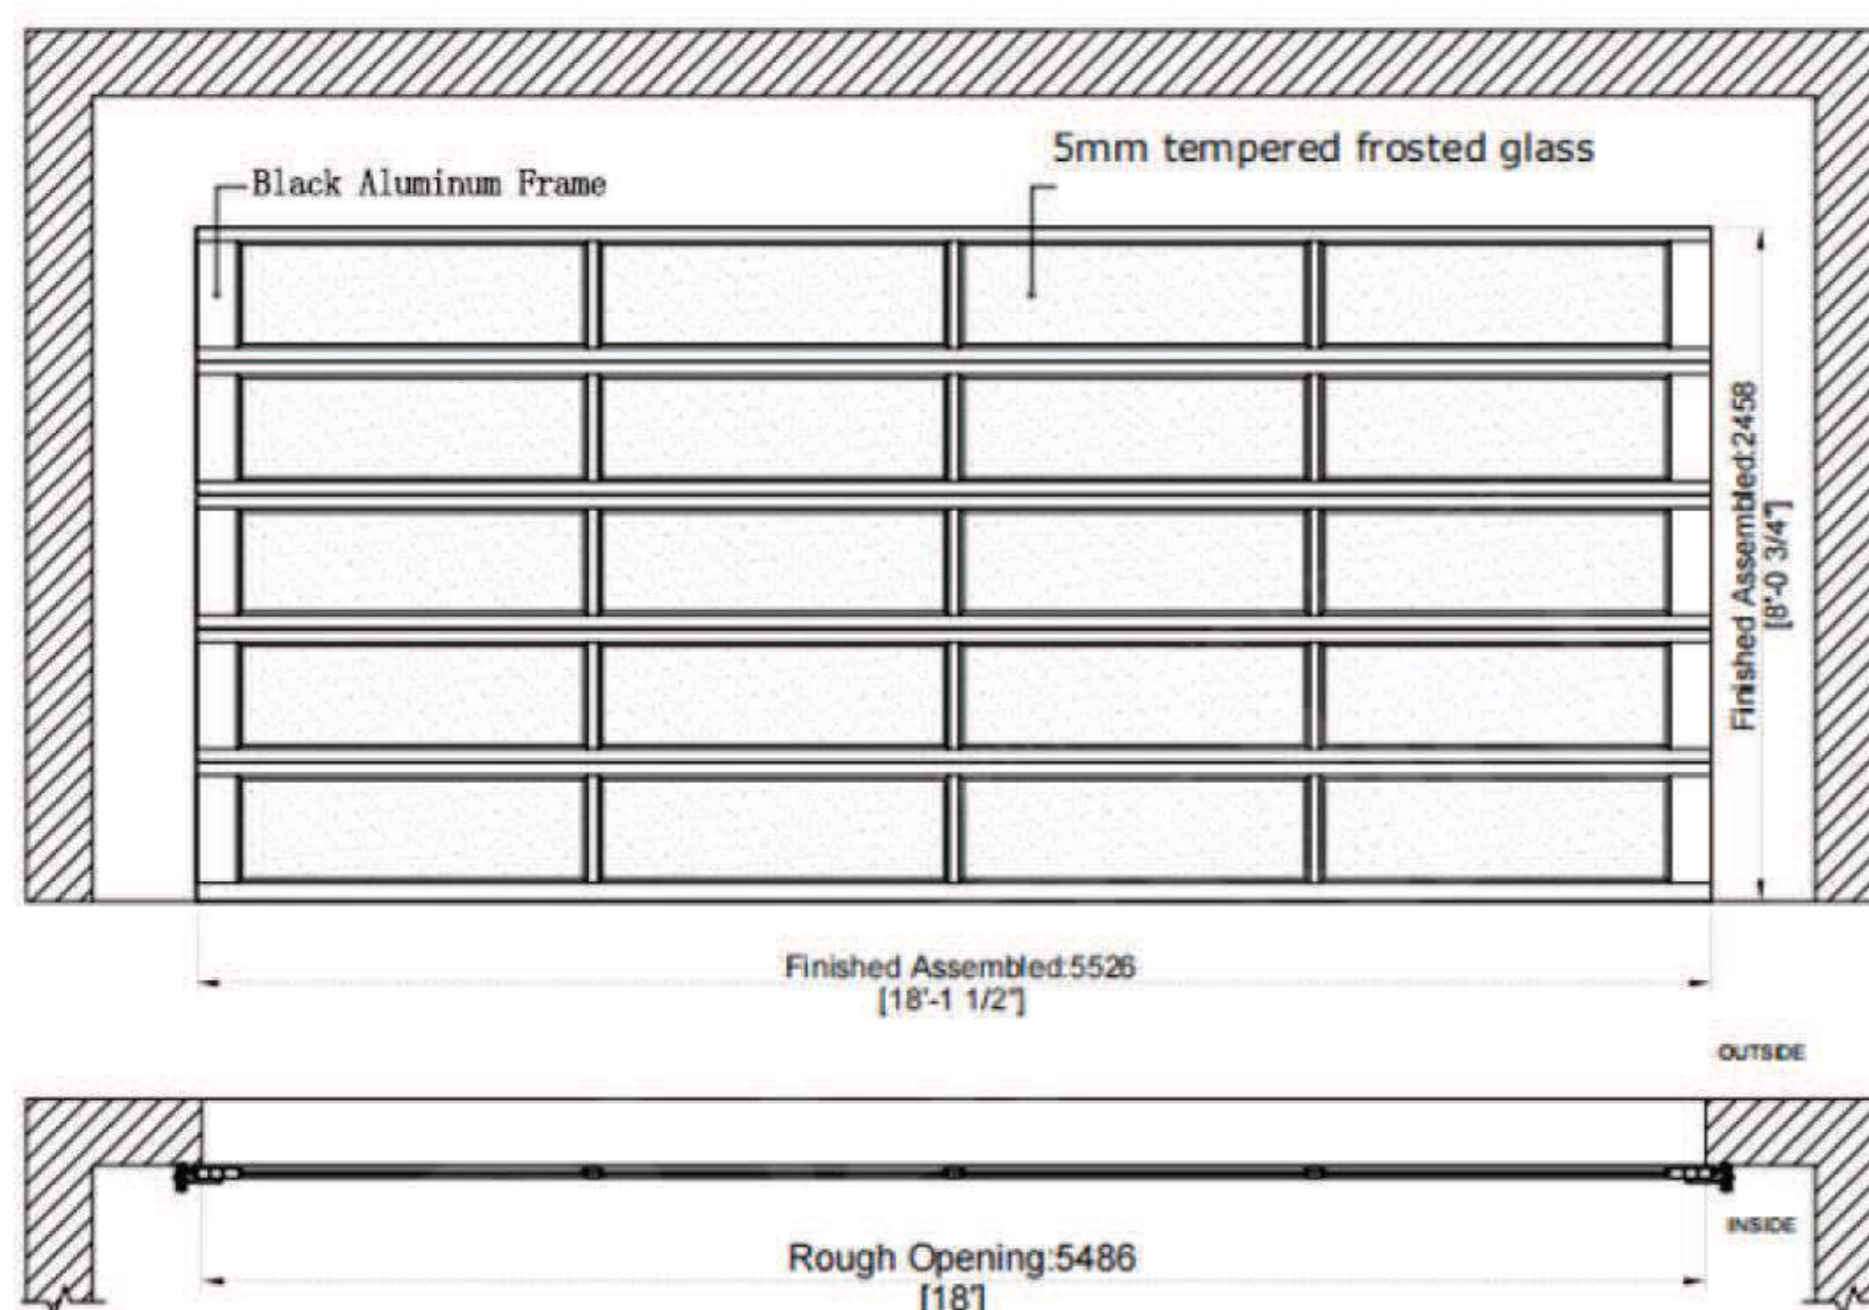 5mm tempered frosted glass
Black Aluminum Frame
Finished Assembled:2458
[8'-0 3/4"]
Finished Assembled:5526
[18'-1 1/2"]
OUTSIDE
INSIDE
Rough Opening:5486
[18']